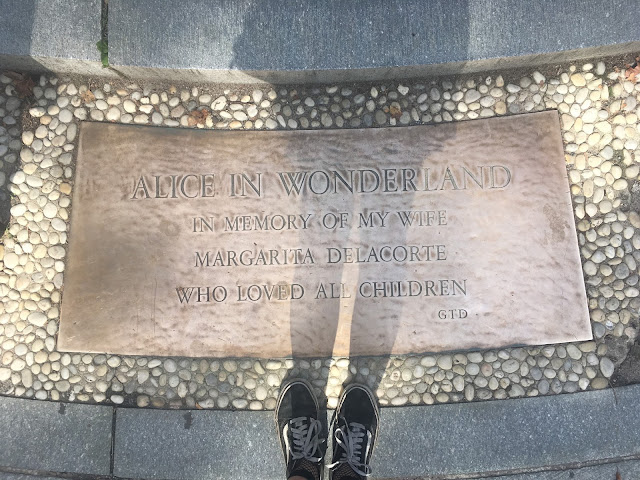 ALICE IN WONDERLAND
IN MEMORY OF MY WIFE
MARGARITA DELACORTE
WHO LOVED ALL CHILDREN
GTD